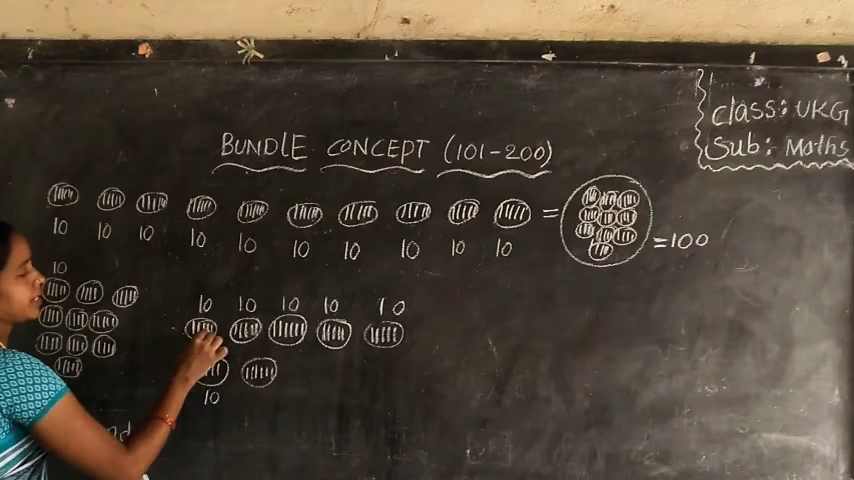 class: UKG
Sub: Maths
BUNDLE CONCEPT (101-200)
10 10 10 10 10 10 10 10 10 10
= =100
10
10 10 10 10 10
10
nd